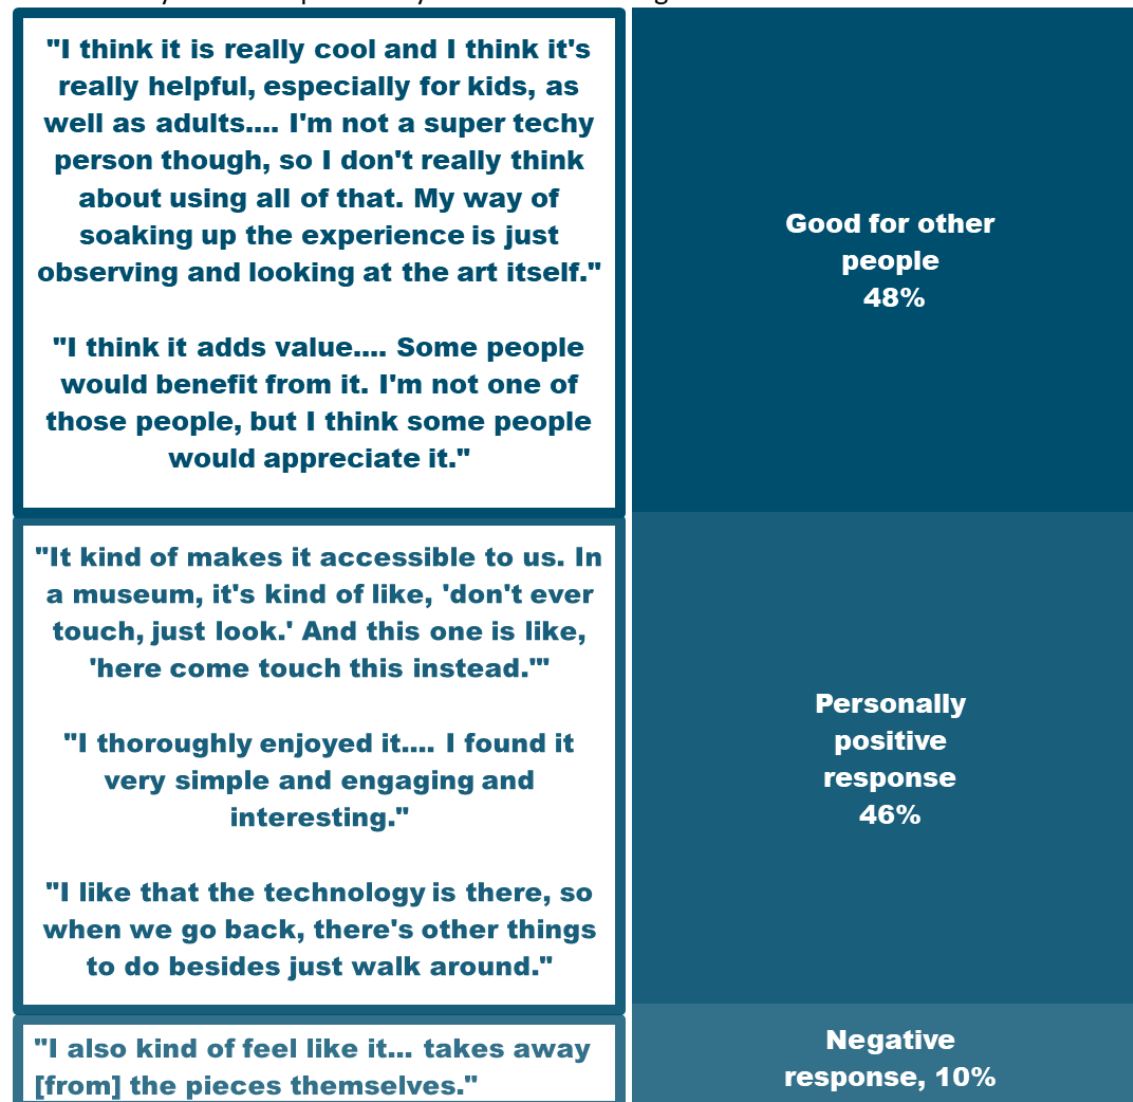 "I think it is really cool and I think it's
really helpful, especially for kids, as
well as adults.... I'm not a super techy
person though, so I don't really think
about using all of that. My way of
soaking up the experience is just
observing and looking at the art itself."
"I think it adds value.... Some people
would benefit from it. I'm not one of
those people, but I think some people
would appreciate it."
Good for other
people
48%
"It kind of makes it accessible to us. In
a museum, it's kind of like, 'don't ever
touch, just look.' And this one is like,
'here come touch this instead.'"
"I thoroughly enjoyed it.... I found it
very simple and engaging and
interesting."
"I like that the technology is there, so
when we go back, there's other things
to do besides just walk around."
Personally
positive
response
46%
"I also kind of feel like it... takes away
[from] the pieces themselves."
Negative
response, 10%